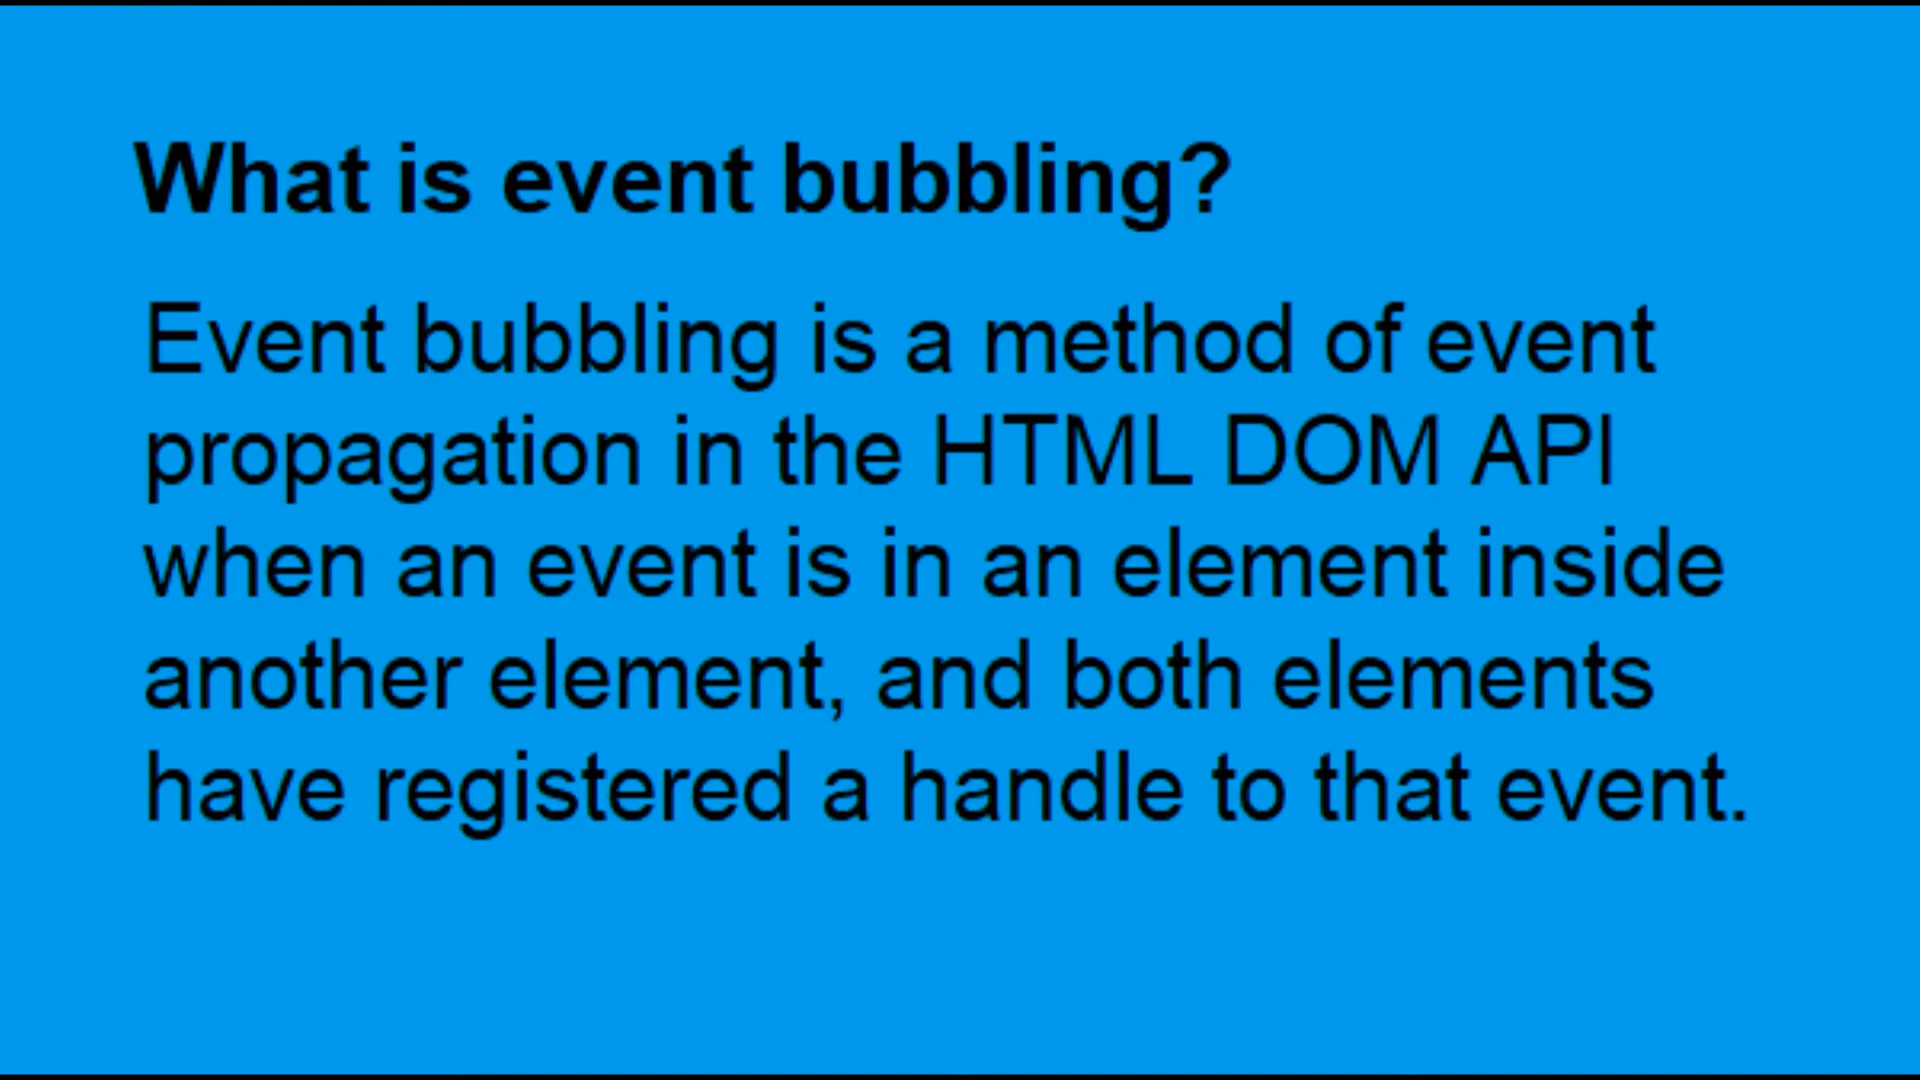 What is event bubbling?
Event bubbling is a method of event
propagation in the HTML DOM API
when an event is in an element inside
another element, and both elements
have registered a handle to that event.